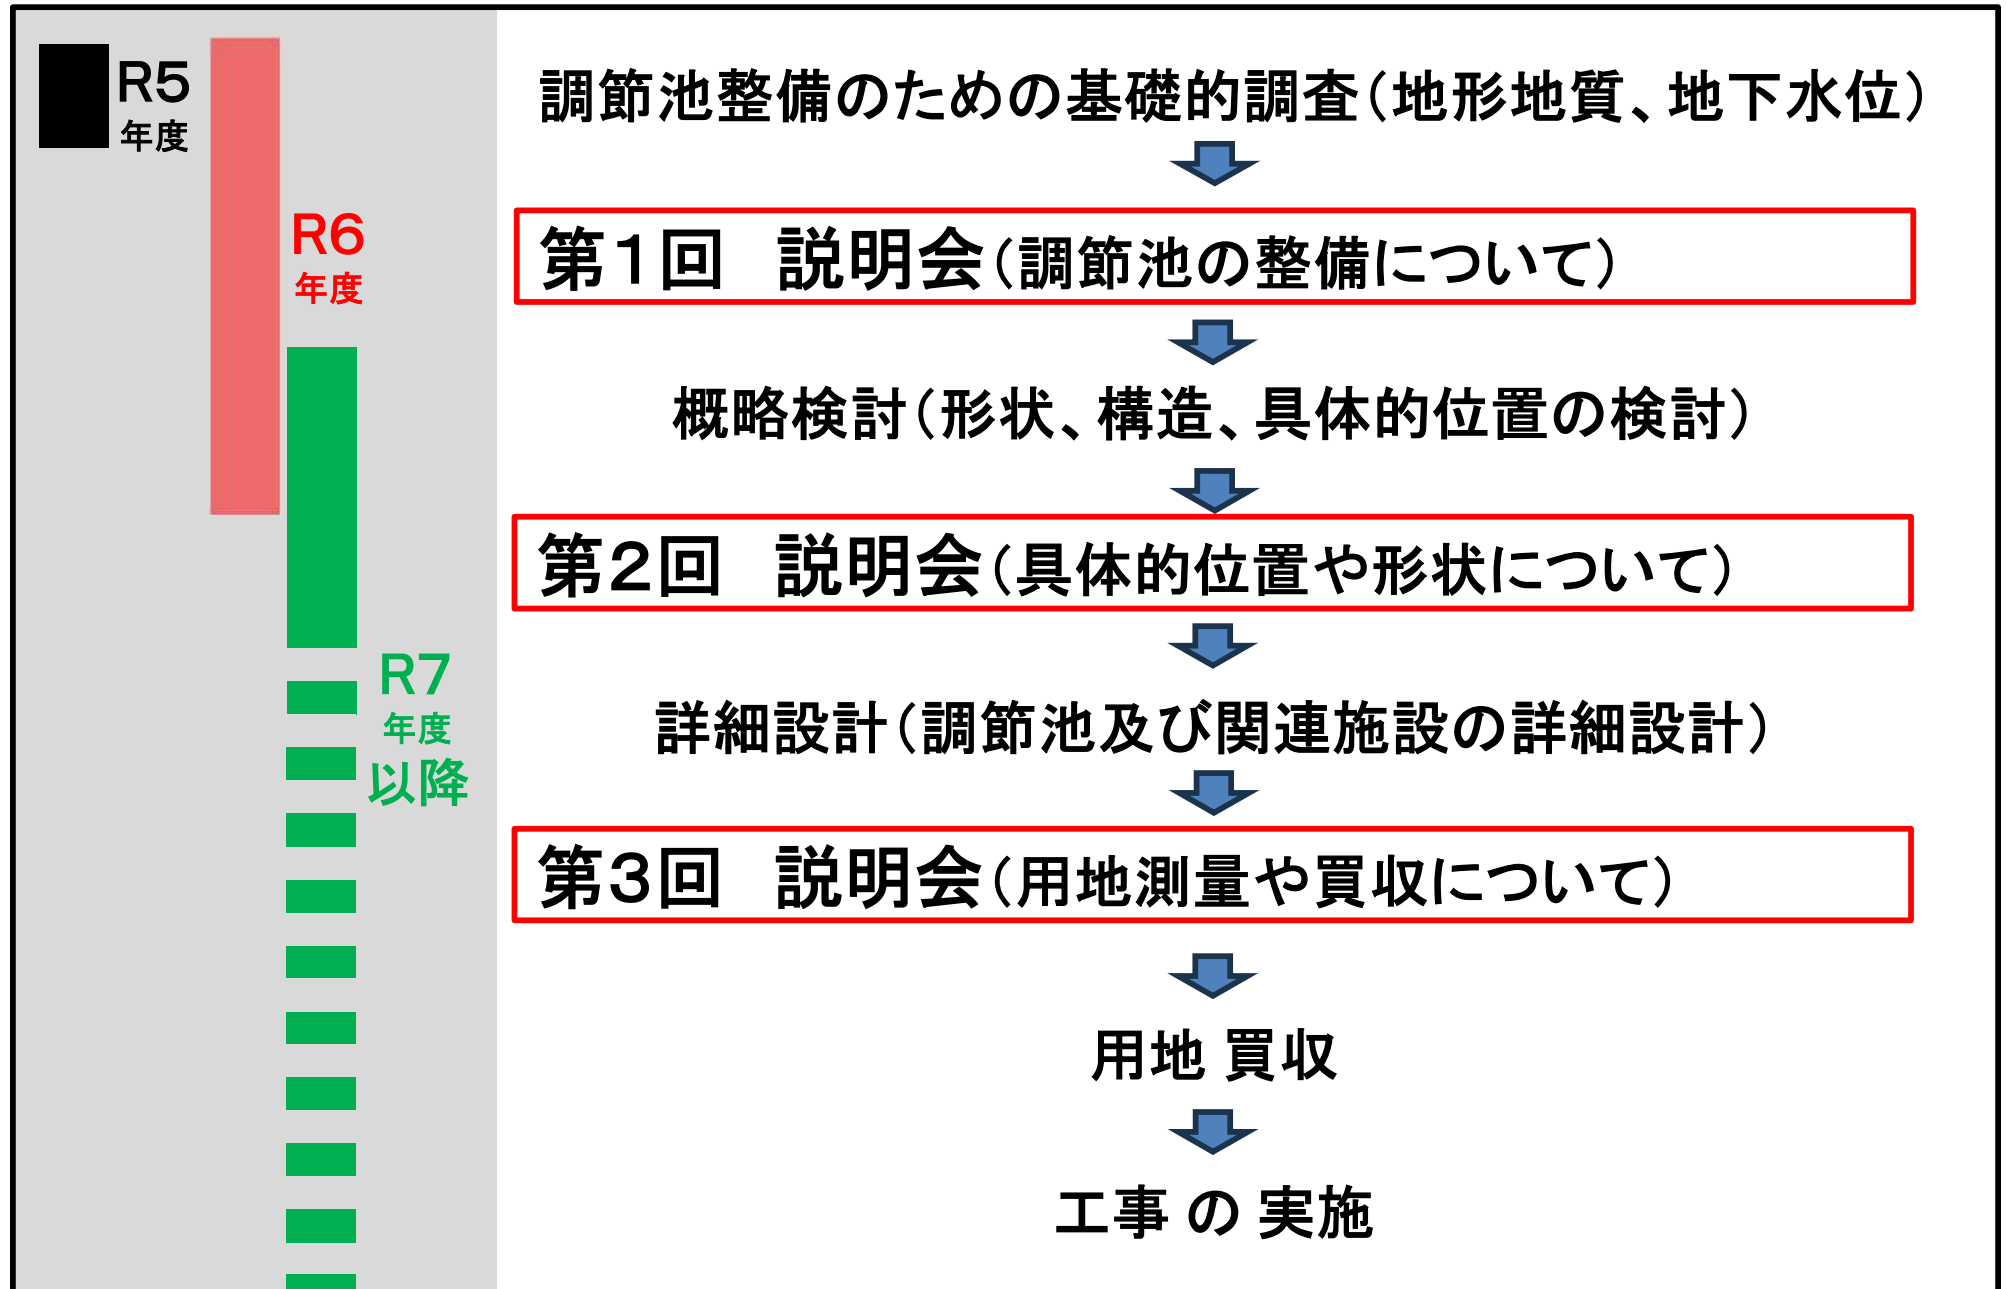 R5
年度
R6
年度
R7
年度
以降
調節池整備のための基礎的調査（地形地質、地下水位）
第１回　説明会（調節池の整備について）
概略検討（形状、構造、具体的位置の検討）
第２回　説明会（具体的位置や形状について）
詳細設計（調節池及び関連施設の詳細設計）
第３回　説明会（用地測量や買収について）
用地 買収
工事 の 実施